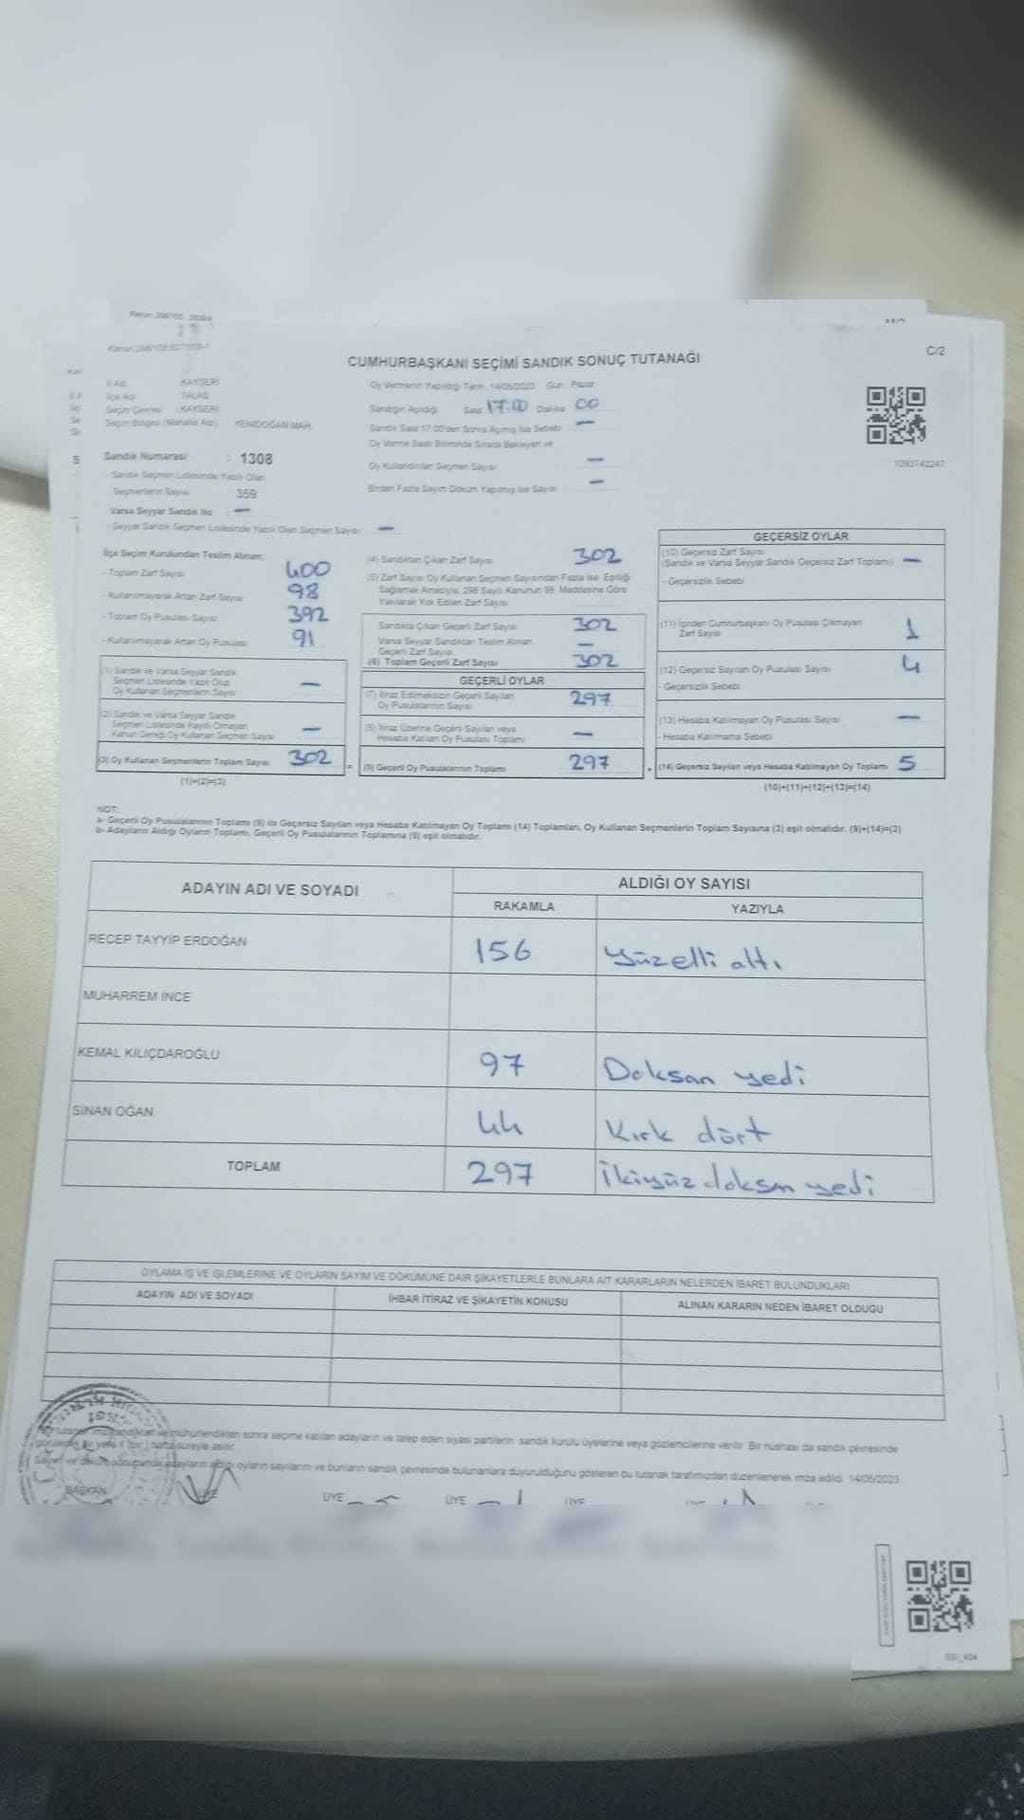 C/2
CUMHURBAŞKANI SEÇİMİ SANDIK SONUÇ TUTANAĞI
İl Adı : KAYSERİ
İlçe Adı : TALAS
Seçim Çevresi : KAYSERİ
Seçim Bölgesi (Mahalle Adı) : YENİDOĞAN MAH.
Sandık Numarası : 1308
- Sandık Seçmen Listesinde Yazılı Olan
Seçmenlerin Sayısı 359
Varsa Seyyar Sandık No : —
- Seyyar Sandık Seçmen Listesinde Yazılı Olan Seçmen Sayısı —
Oy Vermenin Yapıldığı Tarih : 14/05/2023 Gün : Pazar
Sandığın Açıldığı Saat 17:00 Dakika 00
Sandık Saat 17:00'den Sonra Açılmış İse Sebebi —
Oy Verme Saati Bitiminde Sırada Bekleyen ve
Oy Kullandırılan Seçmen Sayısı —
Birden Fazla Sayım Döküm Yapılmış İse Sayısı —
1093742247
İlçe Seçim Kurulundan Teslim Alınan;
- Toplam Zarf Sayısı 400
- Kullanılmayarak Artan Zarf Sayısı 98
- Toplam Oy Pusulası Sayısı 392
- Kullanılmayarak Artan Oy Pusulası 91
(1) Sandık ve Varsa Seyyar Sandık
Seçmen Listesinde Yazılı Olup
Oy Kullanan Seçmenlerin Sayısı —
(2) Sandık ve Varsa Seyyar Sandık
Seçmen Listesinde Kayıtlı Olmayan
Kanun Gereği Oy Kullanan Seçmen Sayısı —
(3) Oy Kullanan Seçmenlerin Toplam Sayısı 302
(1)+(2)=(3)
(4) Sandıktan Çıkan Zarf Sayısı 302
(5) Zarf Sayısı Oy Kullanan Seçmen Sayısından Fazla İse, Eşitliği
Sağlamak Amacıyla; 298 Sayılı Kanunun 98. Maddesine Göre
Yakılarak Yok Edilen Zarf Sayısı
Sandıkta Çıkan Geçerli Zarf Sayısı 302
Varsa Seyyar Sandıktan Teslim Alınan
Geçerli Zarf Sayısı —
(6) Toplam Geçerli Zarf Sayısı 302
GEÇERLİ OYLAR
(7) İtiraz Edilmeksizin Geçerli Sayılan
Oy Pusulalarının Sayısı 297
(8) İtiraz Üzerine Geçerli Sayılan veya
Hesaba Katılan Oy Pusulası Toplamı —
= (9) Geçerli Oy Pusulalarının Toplamı 297
GEÇERSİZ OYLAR
(10) Geçersiz Zarf Sayısı
(Sandık ve Varsa Seyyar Sandık Geçersiz Zarf Toplamı) —
- Geçersizlik Sebebi
(11) İçinden Cumhurbaşkanı Oy Pusulası Çıkmayan
Zarf Sayısı 1
(12) Geçersiz Sayılan Oy Pusulası Sayısı 4
- Geçersizlik Sebebi
(13) Hesaba Katılmayan Oy Pusulası Sayısı —
- Hesaba Katılmama Sebebi
(14) Geçersiz Sayılan veya Hesaba Katılmayan Oy Toplamı 5
(10)+(11)+(12)+(13)=(14)
NOT:
a- Geçerli Oy Pusulalarının Toplamı (9) ile Geçersiz Sayılan veya Hesaba Katılmayan Oy Toplamı (14) Toplamları, Oy Kullanan Seçmenlerin Toplam Sayısına (3) eşit olmalıdır. (9)+(14)=(3)
b- Adayların Aldığı Oyların Toplamı, Geçerli Oy Pusulalarının Toplamına (9) eşit olmalıdır.
ADAYIN ADI VE SOYADI ALDIĞI OY SAYISI
RAKAMLA YAZIYLA
RECEP TAYYİP ERDOĞAN 156 yüzelli altı
MUHARREM İNCE
KEMAL KILIÇDAROĞLU 97 Doksan yedi
SİNAN OĞAN 44 Kırk dört
TOPLAM 297 İkiyüz doksan yedi
OYLAMA İŞ VE İŞLEMLERİNE VE OYLARIN SAYIM VE DÖKÜMÜNE DAİR ŞİKAYETLERLE BUNLARA AİT KARARLARIN NELERDEN İBARET BULUNDUKLARI
ADAYIN ADI VE SOYADI İHBAR İTİRAZ VE ŞİKAYETİN KONUSU ALINAN KARARIN NEDEN İBARET OLDUĞU
mühürlendikten sonra seçime katılan adayların ve talep eden siyasi partilerin sandık kurulu üyelerine veya gözlemcilerine verilir. Bir nüshası da sandık çevresinde
adayların aldığı oyların sayılarını ve bunların sandık çevresinde bulunanlara duyurulduğunu gösteren bu tutanak tarafımızdan düzenlenerek imza edildi. 14/05/2023
BAŞKAN ÜYE ÜYE ÜYE ÜYE